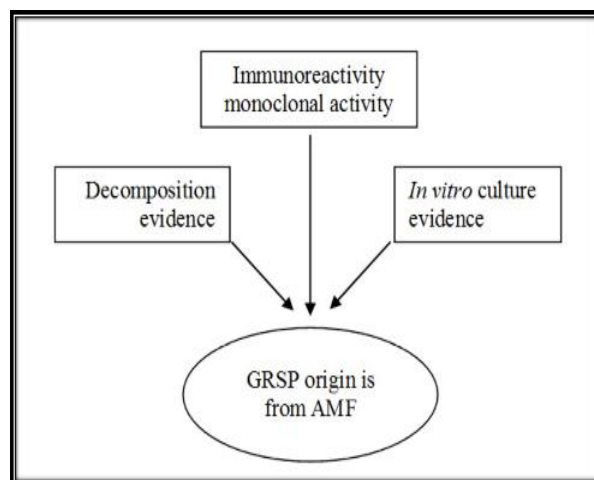 Immunoreactivity
monoclonal activity
Decomposition
evidence
In vitro culture
evidence
GRSP origin is
from AMF